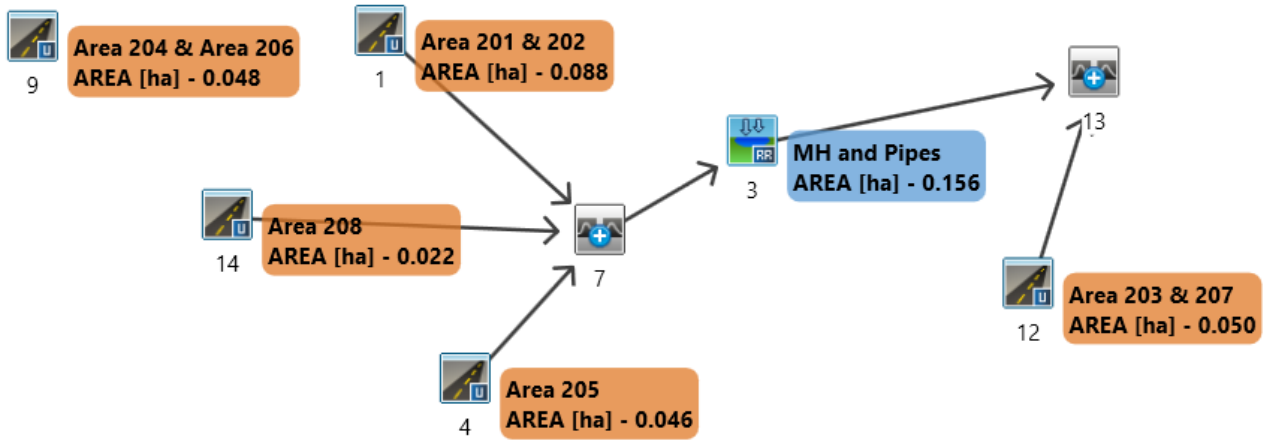 Area 204 & Area 206
AREA [ha] - 0.048
9
U
Area 201 & 202
AREA [ha] - 0.088
1
U
13
MH and Pipes
AREA [ha] - 0.156
3
RR
Area 208
AREA [ha] - 0.022
14
U
7
Area 203 & 207
AREA [ha] - 0.050
12
U
Area 205
AREA [ha] - 0.046
4
U